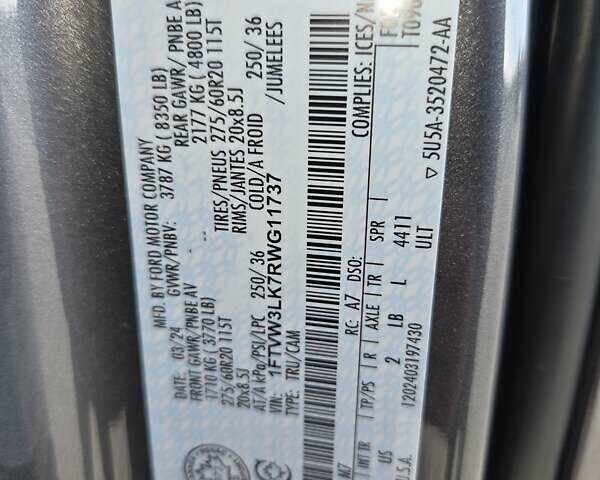 MFD. BY FORD MOTOR COMPANY
DATE: 03/24 GVWR/PNBV: 3787 KG ( 8350 LB)
FRONT GAWR/PNBE AV REAR GAWR/ PNBE A
1710 KG ( 3770 LB) 2177 KG ( 4800 LB)
275/60R20 115T TIRES/PNEUS 275/60R20 115T
20x8.5J RIMS/JANTES 20x8.5J
AT/A kPa/PSI/LPC 250/ 36 COLD/A FROID 250/ 36
VIN: 1FTVW3LK7RWG11737 /JUMELEES
TYPE: TRU/CAM
COMPLIES: ICES/N
RC: A7 DSO:
INT TR TP/PS R AXLE TR SPR
US 2 LB L 4411
U.S.A. ULT
1202403197430 ▽ 5U5A-3520472-AA